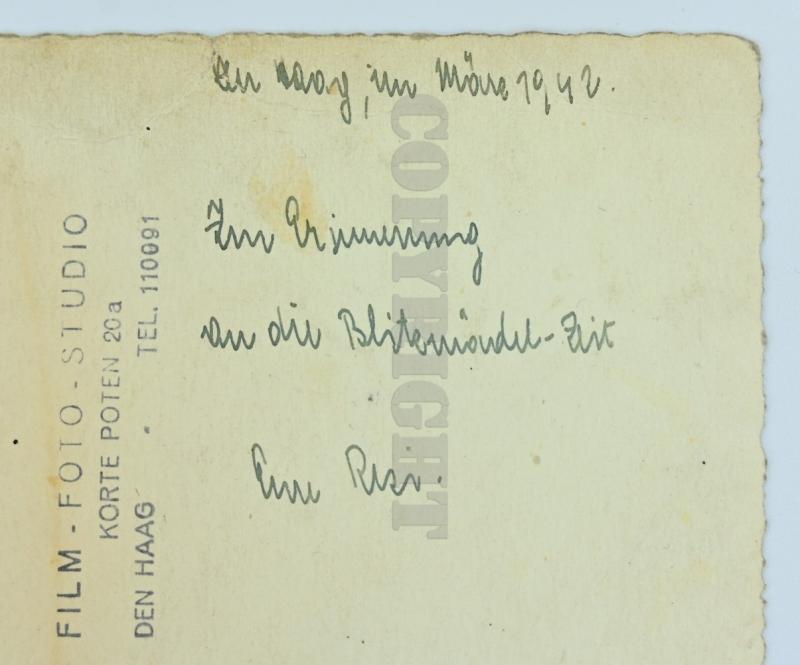 Den Haag, im März 1942.
Zur Erinnerung
an die Blitzmädel-Zeit
Eure Resi.
FILM - FOTO - STUDIO
KORTE POTEN 20a
DEN HAAG . TEL. 110091
COPYRIGHT